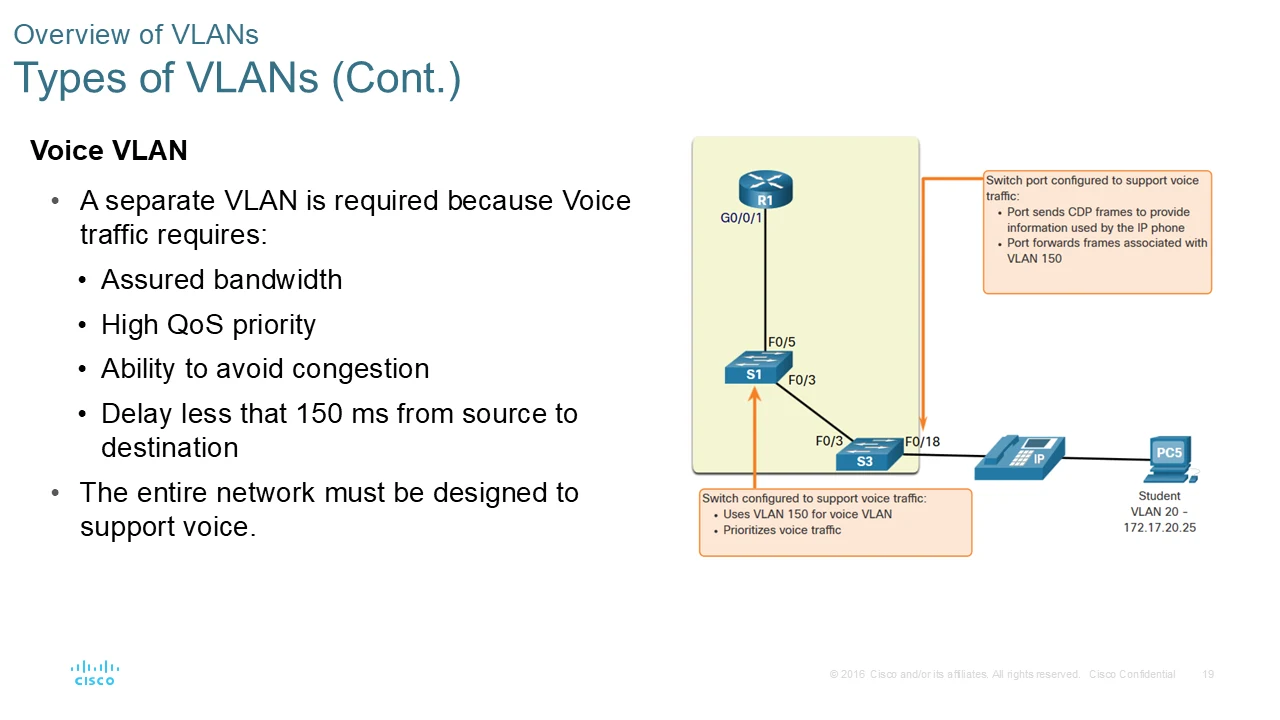 Overview of VLANs
Types of VLANs (Cont.)
Voice VLAN
• A separate VLAN is required because Voice
traffic requires:
• Assured bandwidth
• High QoS priority
• Ability to avoid congestion
• Delay less that 150 ms from source to
destination
• The entire network must be designed to
support voice.
R1
G0/0/1
Switch port configured to support voice
traffic:
• Port sends CDP frames to provide
information used by the IP phone
• Port forwards frames associated with
VLAN 150
F0/5
S1
F0/3
F0/3
F0/18
S3
IP
PC5
Student
VLAN 20 -
172.17.20.25
Switch configured to support voice traffic:
• Uses VLAN 150 for voice VLAN
• Prioritizes voice traffic
CISCO
© 2016 Cisco and/or its affiliates. All rights reserved. Cisco Confidential
19